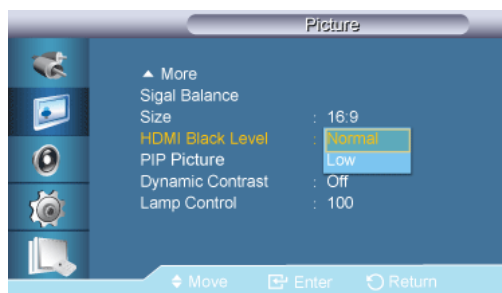 Picture
▲ More
Sigal Balance
Size : 16:9
HDMI Black Level : Normal
PIP Picture Low
Dynamic Contrast : Off
Lamp Control : 100
Move Enter Return